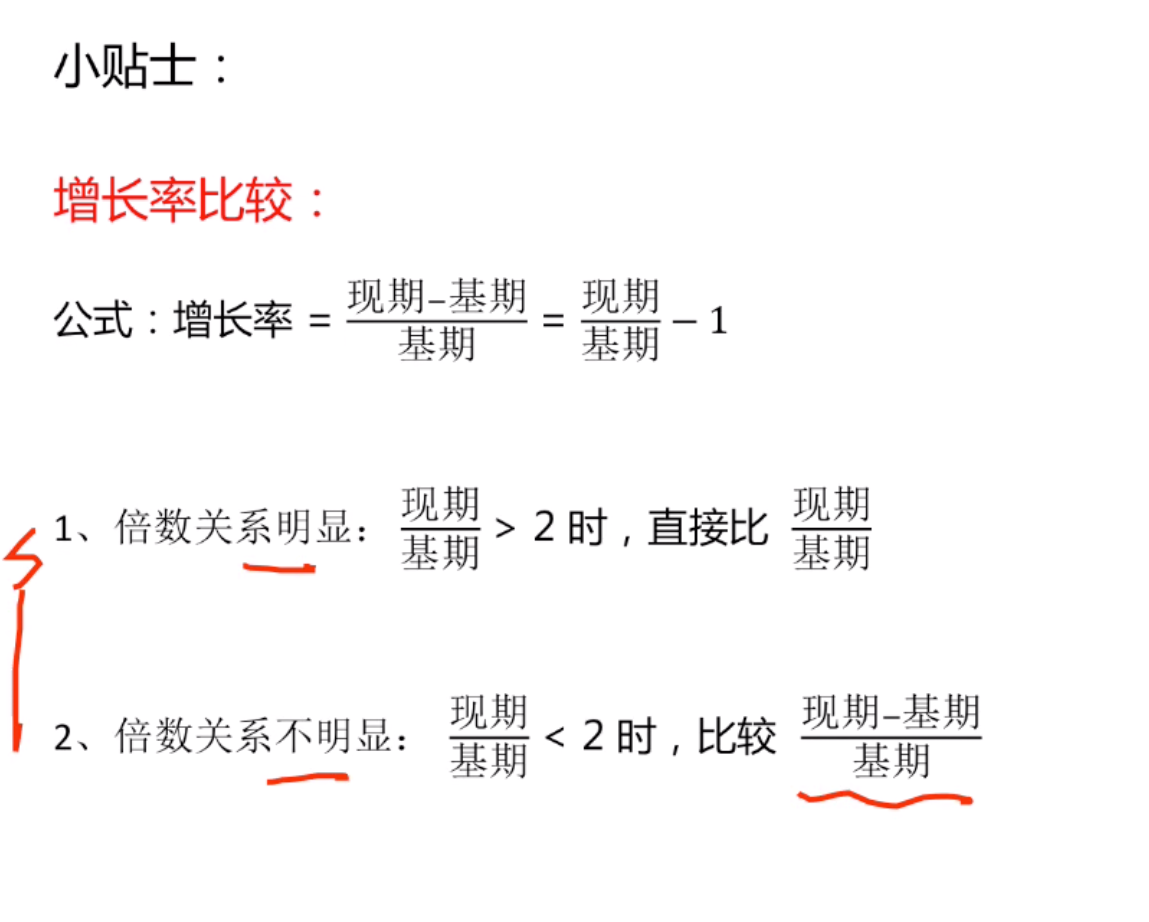 小贴士：
增长率比较：
公式：增长率 = \frac{现期-基期}{基期} = \frac{现期}{基期} − 1
1、倍数关系明显： \frac{现期}{基期} > 2 时，直接比 \frac{现期}{基期}
2、倍数关系不明显： \frac{现期}{基期} < 2 时，比较 \frac{现期-基期}{基期}